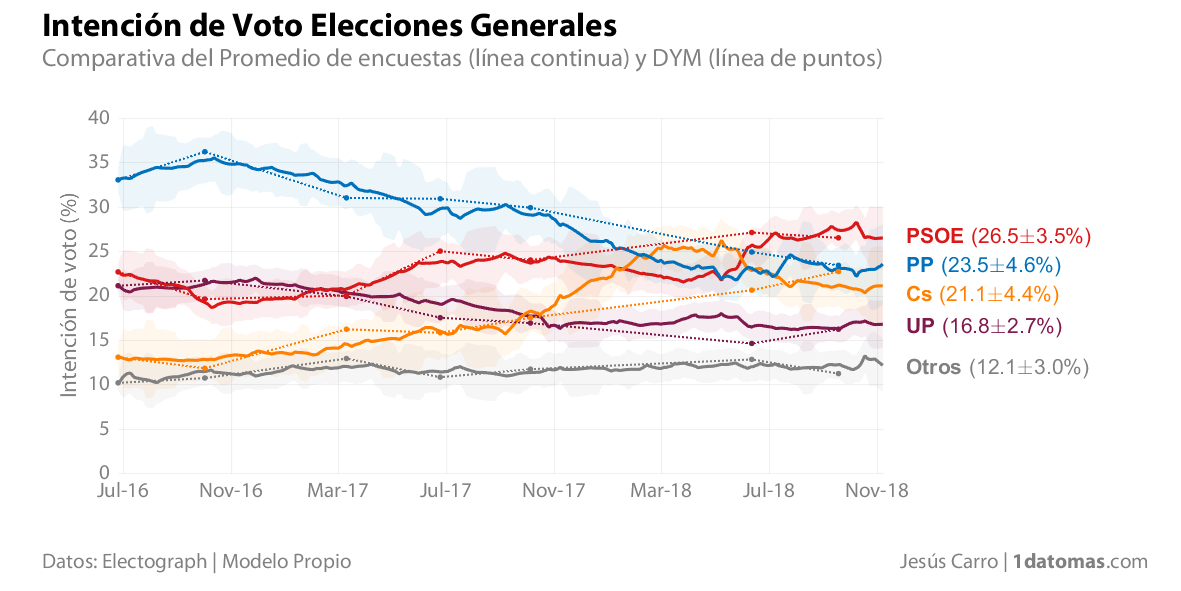 Intención de Voto Elecciones Generales
Comparativa del Promedio de encuestas (línea continua) y DYM (línea de puntos)
Intención de voto (%)
40
35
30
25
20
15
10
5
0
Jul-16 Nov-16 Mar-17 Jul-17 Nov-17 Mar-18 Jul-18 Nov-18
PSOE (26.5±3.5%)
PP (23.5±4.6%)
Cs (21.1±4.4%)
UP (16.8±2.7%)
Otros (12.1±3.0%)
Datos: Electograph | Modelo Propio
Jesús Carro | 1datomas.com